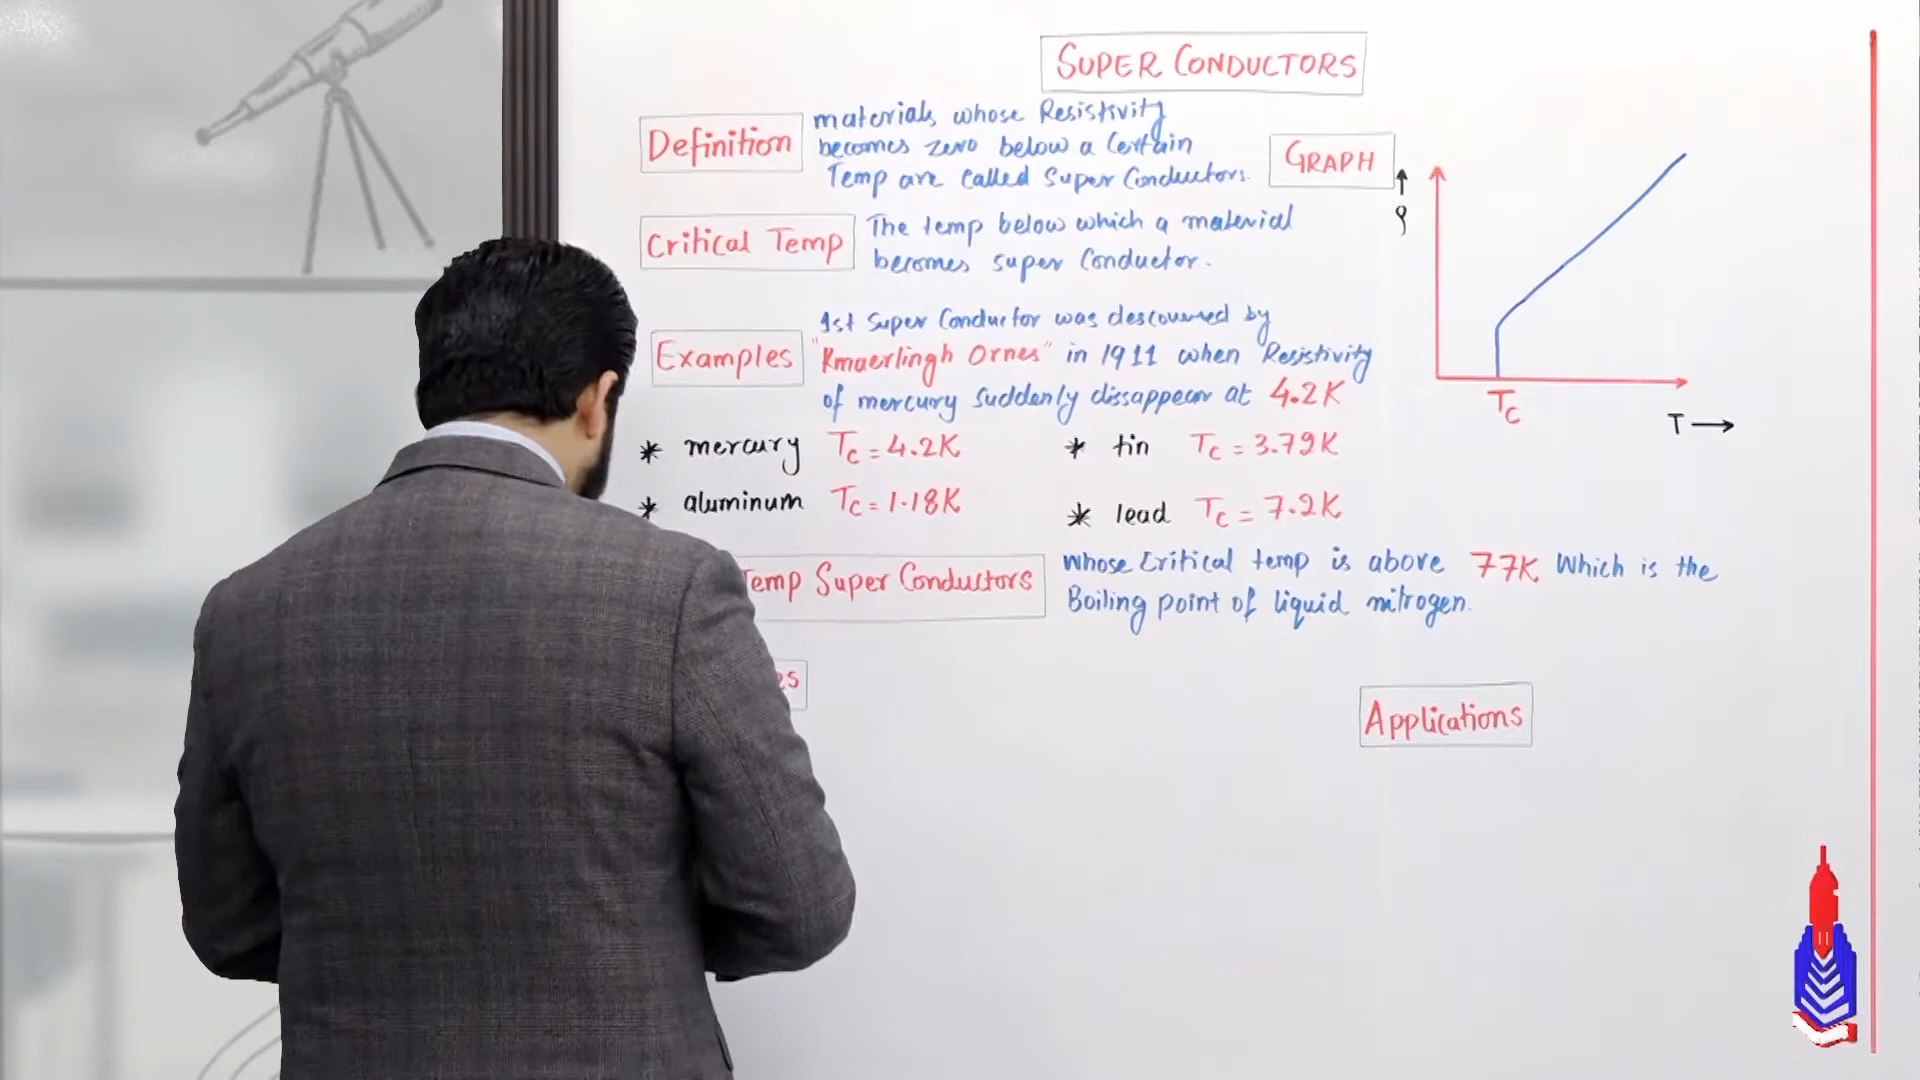 SUPER CONDUCTORS
Definition
materials whose Resistivity
becomes zero below a Certain
Temp are called Super Conductors.
GRAPH
ρ
Tc
T
Critical Temp
The temp below which a material
becomes super Conductor.
Examples
1st Super Conductor was descouvered by
"Kmaerlingh Ornes" in 1911 when Resistivity
of mercury suddenly dissappear at 4.2K
* mercury Tc = 4.2K
* tin Tc = 3.72K
* aluminum Tc = 1.18K
* lead Tc = 7.2K
Temp Super Conductors
whose Critical temp is above 77K Which is the
Boiling point of liquid nitrogen.
Applications